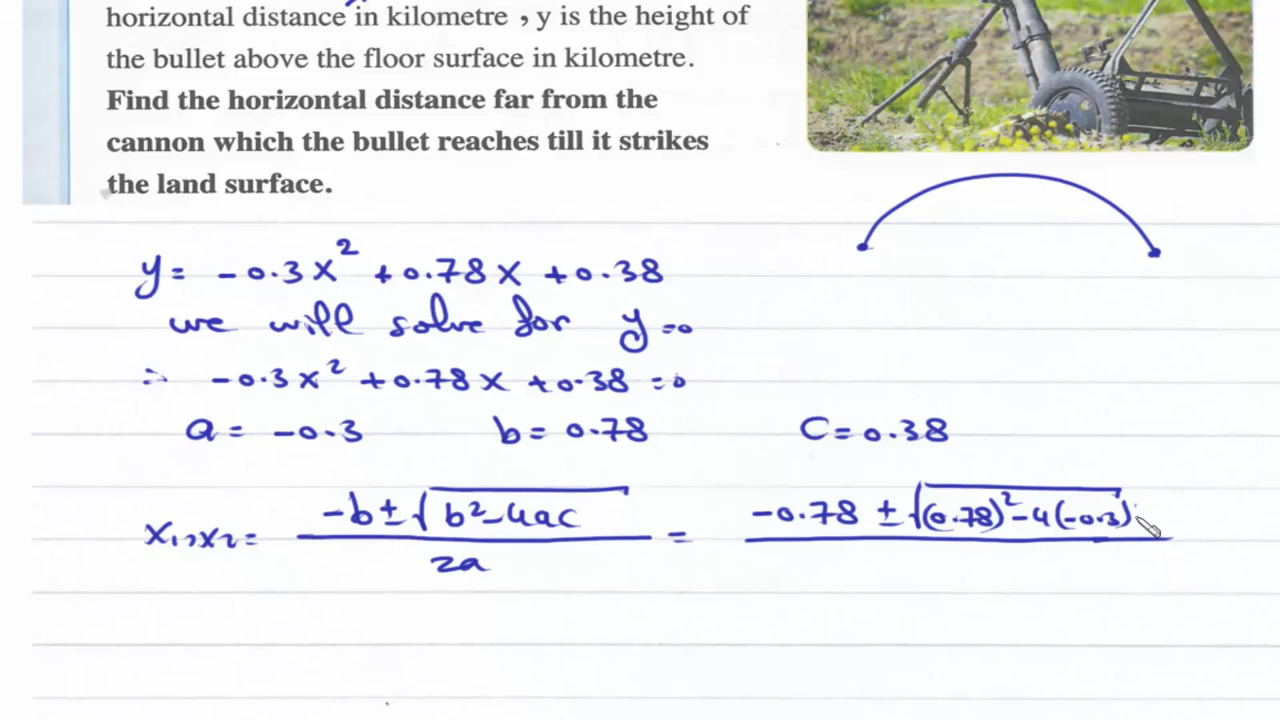 horizontal distance in kilometre , y is the height of
the bullet above the floor surface in kilometre.
Find the horizontal distance far from the
cannon which the bullet reaches till it strikes
the land surface.
y = -0.3x² + 0.78x + 0.38
we will solve for y=0
∴ -0.3x² + 0.78x + 0.38 = 0
a = -0.3 b = 0.78 C = 0.38
x₁,x₂ = (-b ± √(b²-4ac)) / 2a = -0.78 ± √((0.78)² - 4(-0.3)